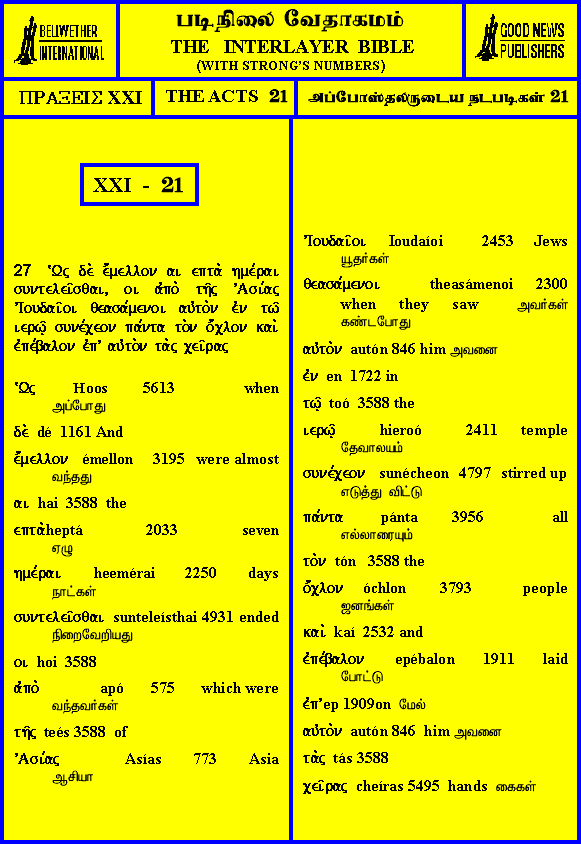 BELLWETHER
INTERNATIONAL
படிநிலை வேதாகமம்
THE INTERLAYER BIBLE
(WITH STRONG'S NUMBERS)
GOOD NEWS
PUBLISHERS
ΠΡΑΞΕΙΣ XXI
THE ACTS 21
அப்போஸ்தலருடைய நடபடிகள் 21
XXI - 21
27 Ὡς δὲ ἔμελλον αι επτὰ ημέραι
συντελεῖσθαι, οι ἀπὸ τῆς Ἀσίας
Ἰουδαῖοι θεασάμενοι αὐτὸν ἐν τῶ
ιερῶ συνέχεον πάντα τὸν ὄχλον καὶ
ἐπέβαλον ἐπ' αὐτὸν τὰς χεῖρας
Ὡς Hoos 5613 when
அப்போது
δὲ dé 1161 And
ἔμελλον émellon 3195 were almost
வந்தது
αι hai 3588 the
επτὰheptá 2033 seven
ஏழு
ημέραι heemérai 2250 days
நாட்கள்
συντελεῖσθαι sunteleísthai 4931 ended
நிறைவேறியது
οι hoi 3588
ἀπὸ apó 575 which were
வந்தவர்கள்
τῆς teés 3588 of
Ἀσίας Asías 773 Asia
ஆசியா
Ἰουδαῖοι Ioudaíoi 2453 Jews
யூதர்கள்
θεασάμενοι theasámenoi 2300
when they saw அவர்கள்
கண்டபோது
αὐτὸν autón 846 him அவனை
ἐν en 1722 in
τῶ toó 3588 the
ιερῶ hieroó 2411 temple
தேவாலயம்
συνέχεον sunécheon 4797 stirred up
எடுத்து விட்டு
πάντα pánta 3956 all
எல்லாரையும்
τὸν tón 3588 the
ὄχλον óchlon 3793 people
ஜனங்கள்
καὶ kaí 2532 and
ἐπέβαλον epébalon 1911 laid
போட்டு
ἐπ'ep 1909on மேல்
αὐτὸν autón 846 him அவனை
τὰς tás 3588
χεῖρας cheíras 5495 hands கைகள்